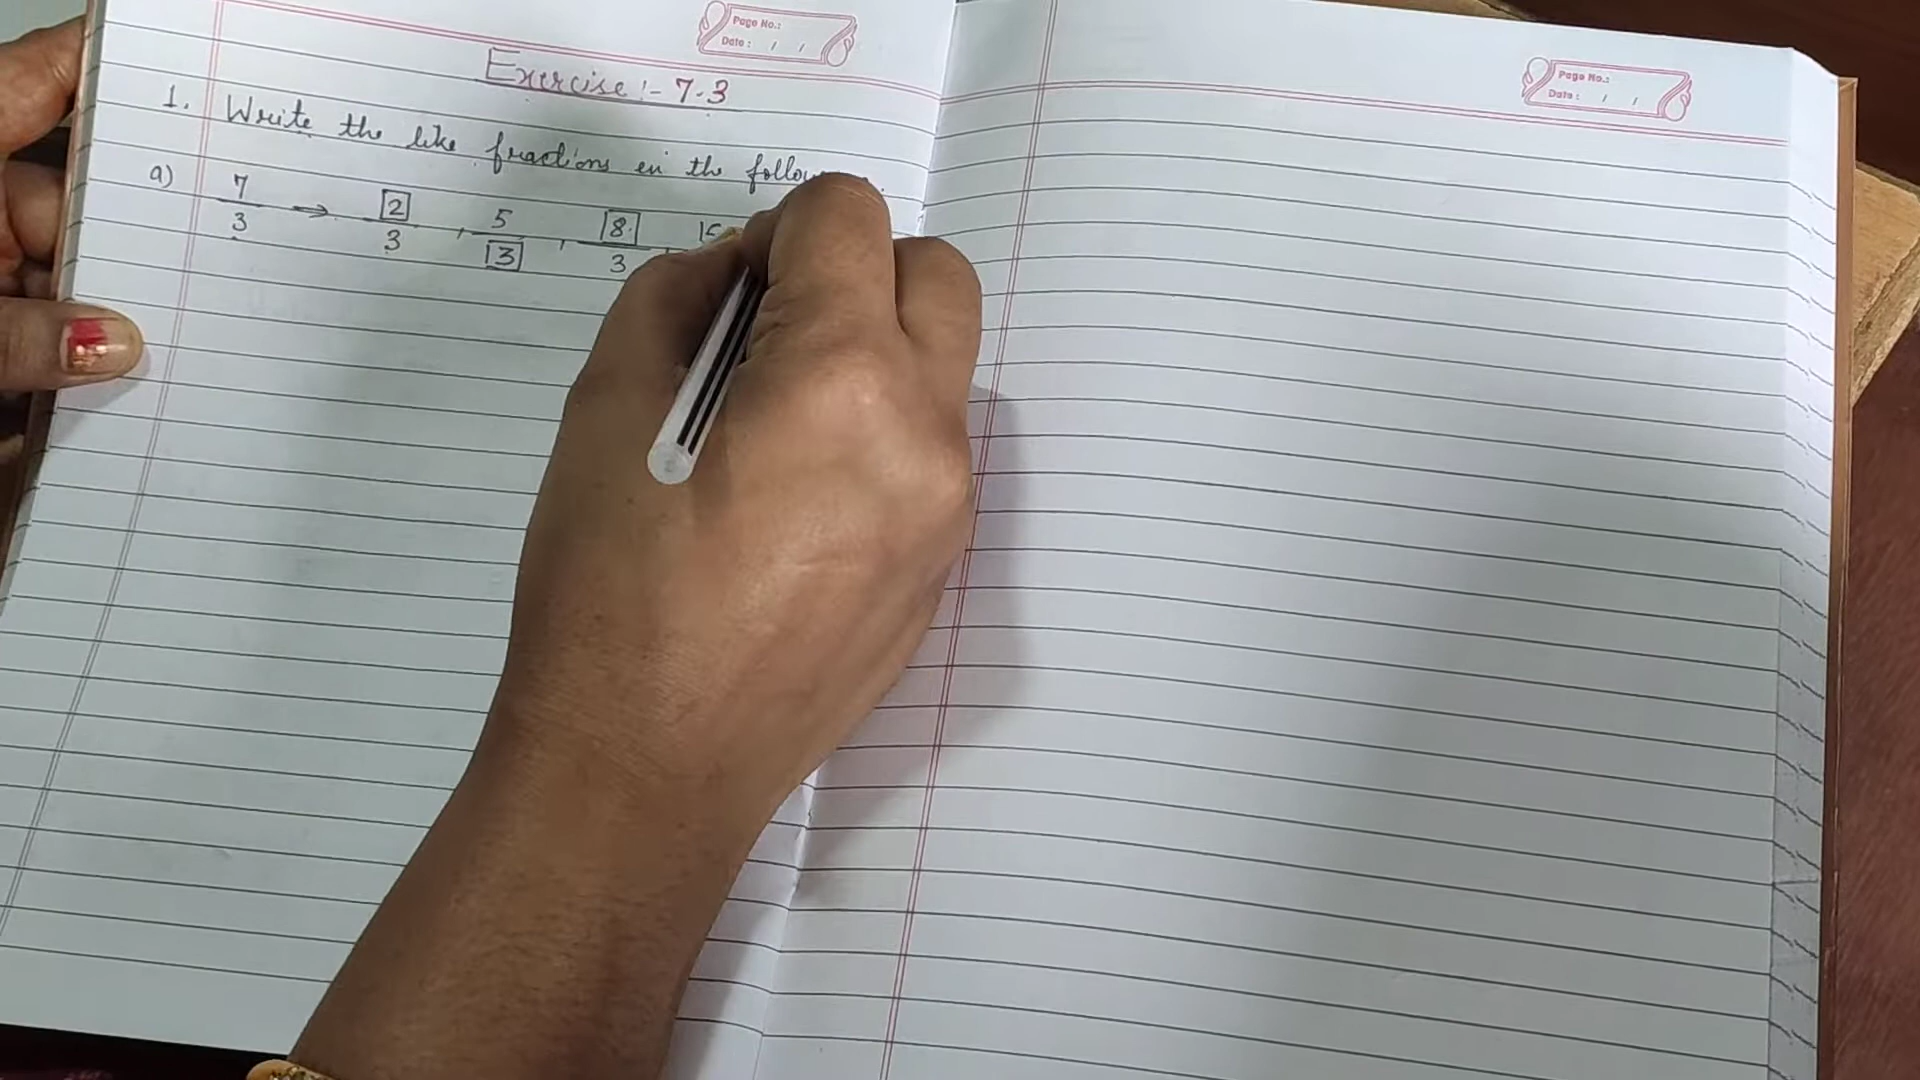 Page No.:
Date : / /
Page No.:
Date : / /
Exercise :- 7.3
1. Write the like fractions in the
a) 7/3 → 2/3 , 5/3 , 8/3 ,